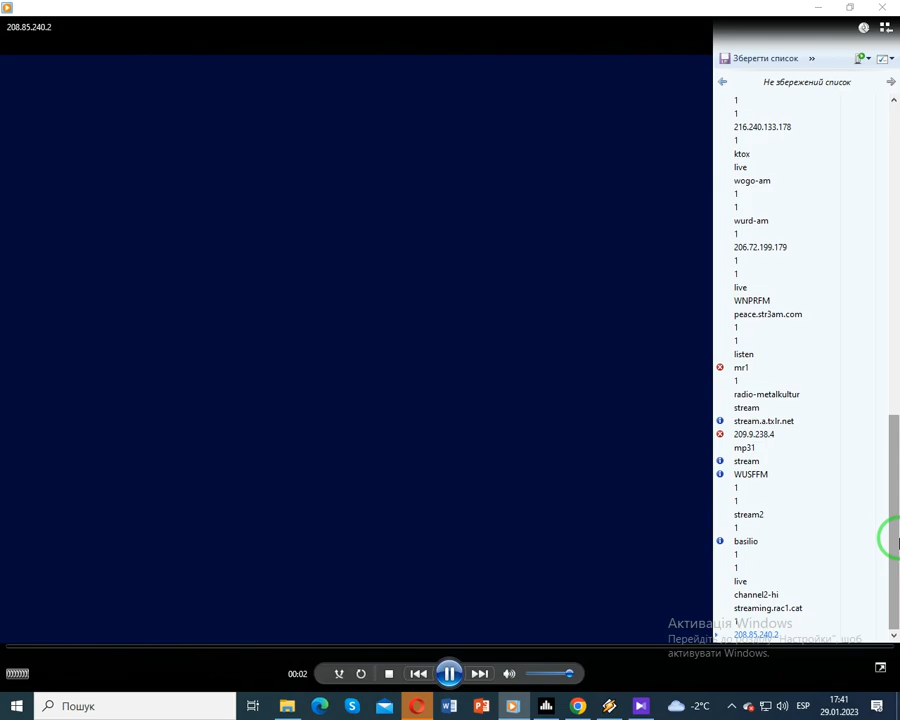 208.85.240.2
Зберегти список »
Не збережений список
1
1
216.240.133.178
1
ktox
live
wogo-am
1
1
wurd-am
1
206.72.199.179
1
1
live
WNPRFM
peace.str3am.com
1
1
listen
mr1
1
radio-metalkultur
stream
stream.a.txlr.net
209.9.238.4
mp31
stream
WUSFFM
1
1
stream2
1
basilio
1
1
live
channel2-hi
streaming.rac1.cat
1
208.85.240.2
Активація Windows
Перейдіть до розділу "Настройки", щоб
активувати Windows.
00:02
Пошук
-2°C
ESP
17:41
29.01.2023